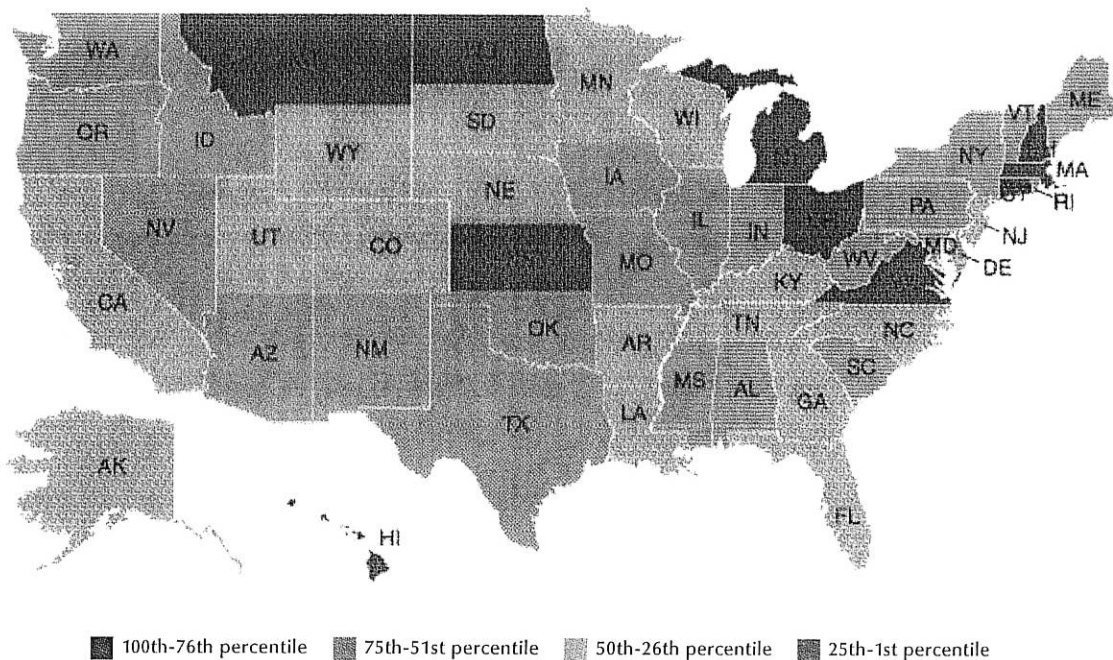 WA
MN
VT
ME
OR
ID
SD
WI
NY
WY
MA
IA
RI
NE
PA
NV
UT
CO
IL
IN
NJ
MD
MO
WV
DE
CA
KY
OK
TN
NC
AZ
NM
AR
SC
MS
AL
GA
LA
TX
AK
FL
HI
100th-76th percentile 75th-51st percentile 50th-26th percentile 25th-1st percentile